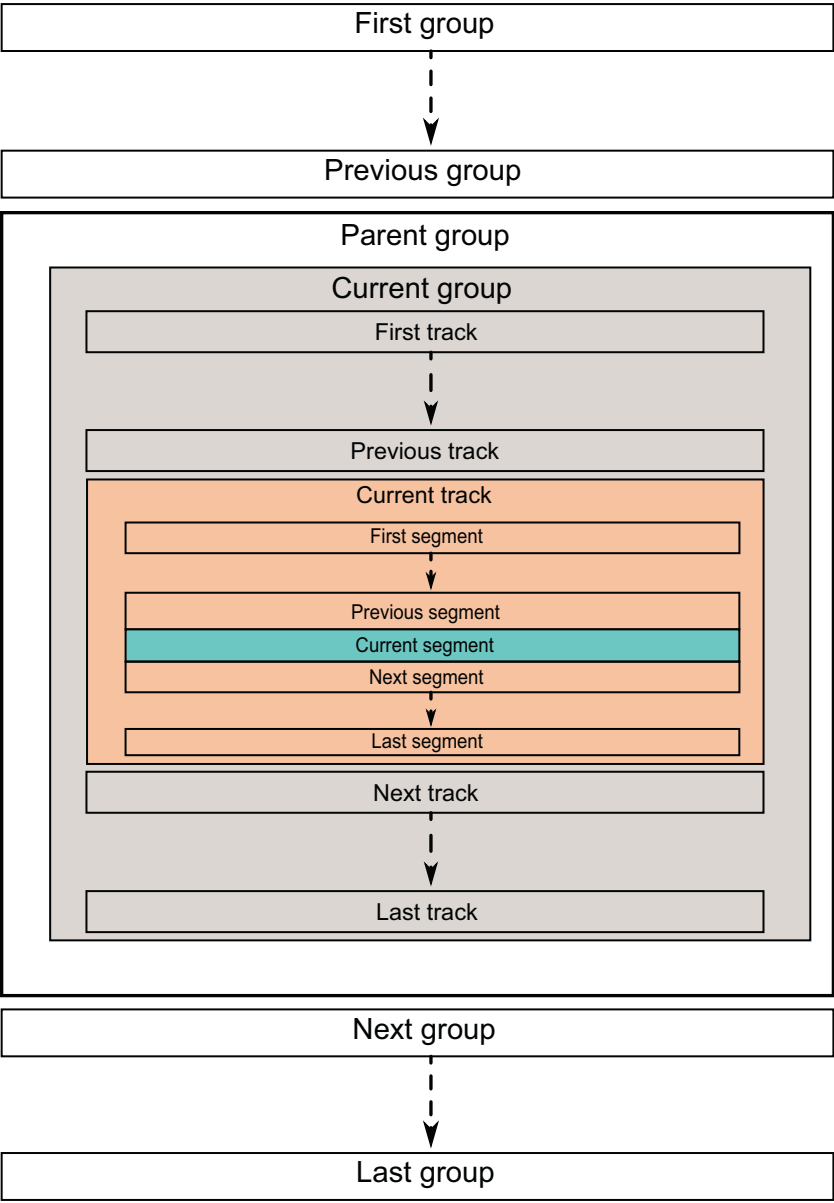 First group
Previous group
Parent group
Current group
First track
Previous track
Current track
First segment
Previous segment
Current segment
Next segment
Last segment
Next track
Last track
Next group
Last group